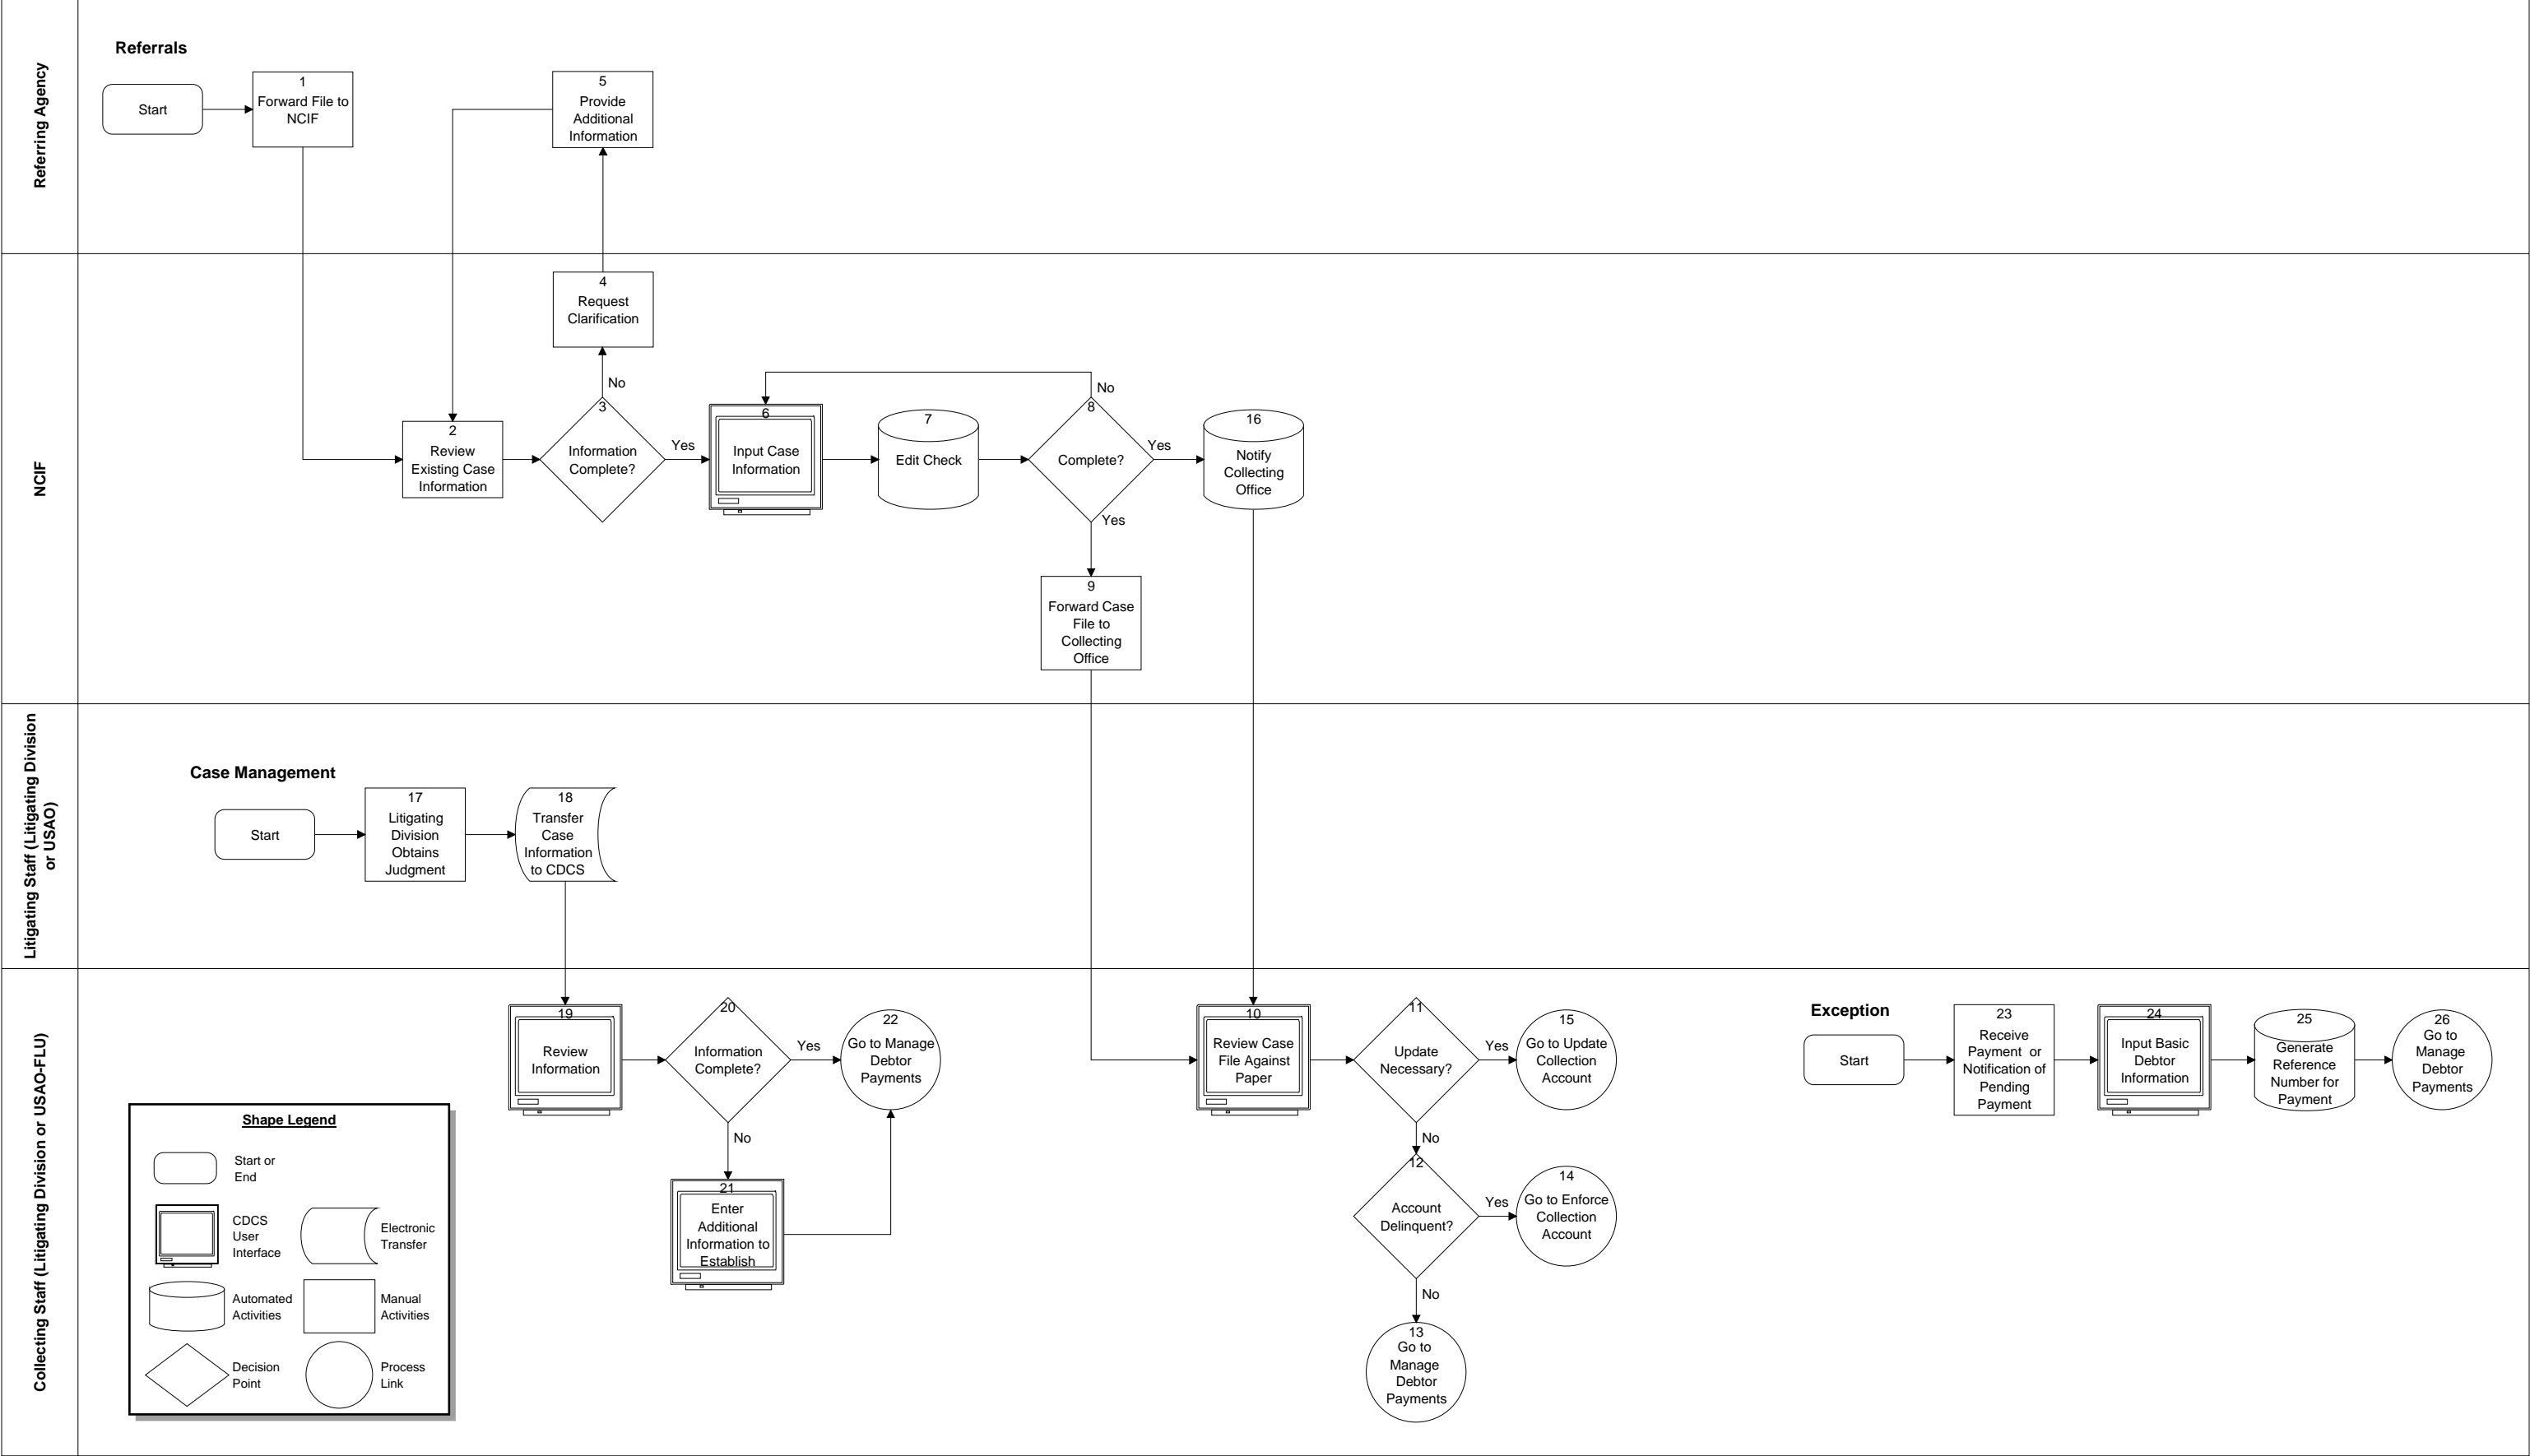 Referring Agency
Referrals
Start
1
Forward File to
NCIF
5
Provide
Additional
Information
NCIF
4
Request
Clarification
No
2
Review
Existing Case
Information
3
Information
Complete?
Yes
6
Input Case
Information
7
Edit Check
No
8
Complete?
Yes
Yes
16
Notify
Collecting
Office
9
Forward Case
File to
Collecting
Office
Litigating Staff (Litigating Division
or USAO)
Case Management
Start
17
Litigating
Division
Obtains
Judgment
18
Transfer
Case
Information
to CDCS
Collecting Staff (Litigating Division or USAO-FLU)
19
Review
Information
20
Information
Complete?
Yes
No
22
Go to Manage
Debtor
Payments
21
Enter
Additional
Information to
Establish
10
Review Case
File Against
Paper
11
Update
Necessary?
Yes
No
15
Go to Update
Collection
Account
12
Account
Delinquent?
Yes
No
14
Go to Enforce
Collection
Account
13
Go to
Manage
Debtor
Payments
Exception
Start
23
Receive
Payment  or
Notification of
Pending
Payment
24
Input Basic
Debtor
Information
25
Generate
Reference
Number for
Payment
26
Go to
Manage
Debtor
Payments
Shape Legend
Start or
End
CDCS
User
Interface
Electronic
Transfer
Automated
Activities
Manual
Activities
Decision
Point
Process
Link